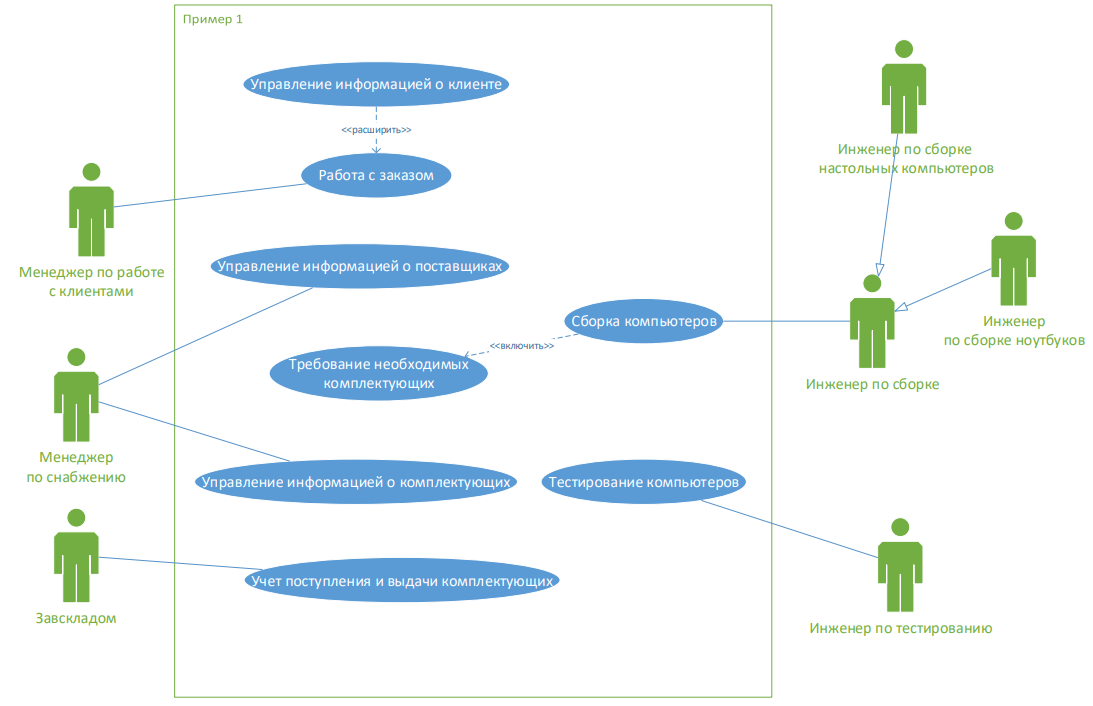 Пример 1
Управление информацией о клиенте
<<расширить>>
Работа с заказом
Менеджер по работе
с клиентами
Управление информацией о поставщиках
Сборка компьютеров
<<включить>>
Требование необходимых
комплектующих
Менеджер
по снабжению
Управление информацией о комплектующих
Тестирование компьютеров
Учет поступления и выдачи комплектующих
Завскладом
Инженер по сборке
настольных компьютеров
Инженер
по сборке ноутбуков
Инженер по сборке
Инженер по тестированию